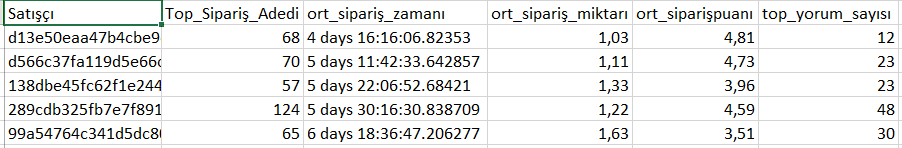 Satışçı Top_Sipariş_Adedi ort_sipariş_zamanı ort_sipariş_miktarı ort_siparişpuanı top_yorum_sayısı
d13e50eaa47b4cbe9 68 4 days 16:16:06.82353 1,03 4,81 12
d566c37fa119d5e66c 70 5 days 11:42:33.642857 1,11 4,73 23
138dbe45fc62f1e244 57 5 days 22:06:52.68421 1,33 3,96 23
289cdb325fb7e7f891 124 5 days 30:16:30.838709 1,22 4,59 48
99a54764c341d5dc80 65 6 days 18:36:47.206277 1,63 3,51 30